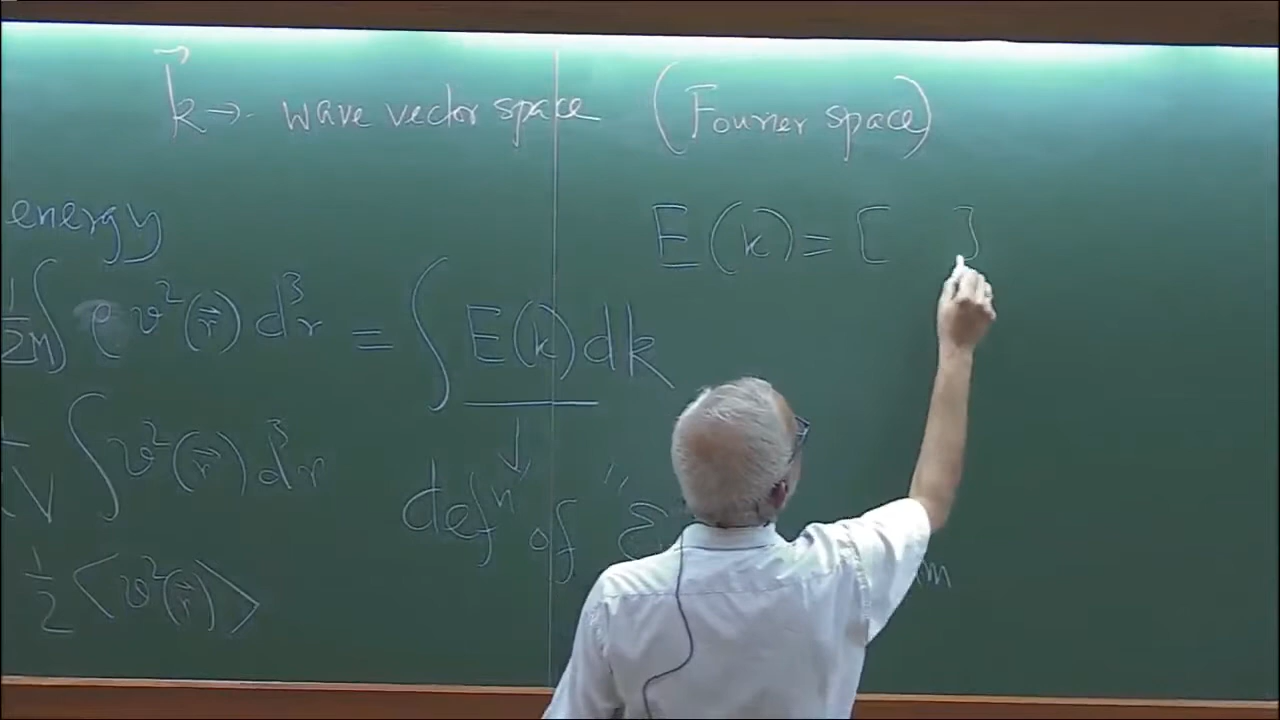 k⃗ → wave vector space (Fourier space)
energy
E(k) = [ ]
1/2M ∫ ρ v²(r⃗) d³r = ∫ E(k) dk
∫ v²(r⃗) d³r
V
↓
defⁿ of " E
m
1/2 <v²(r⃗)>